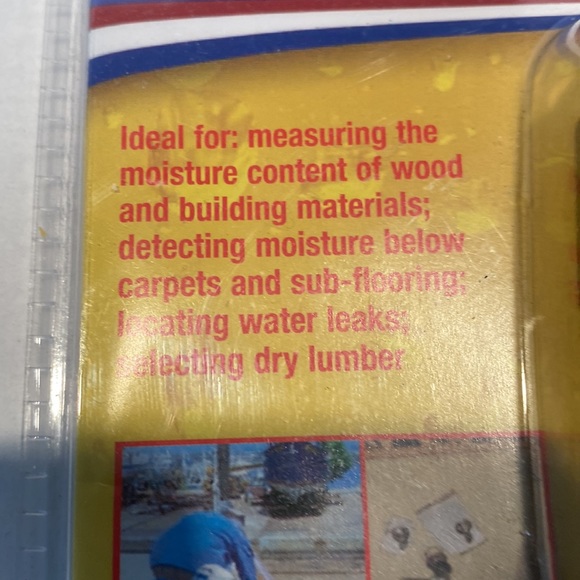 Ideal for: measuring the
moisture content of wood
and building materials;
detecting moisture below
carpets and sub-flooring;
locating water leaks;
selecting dry lumber